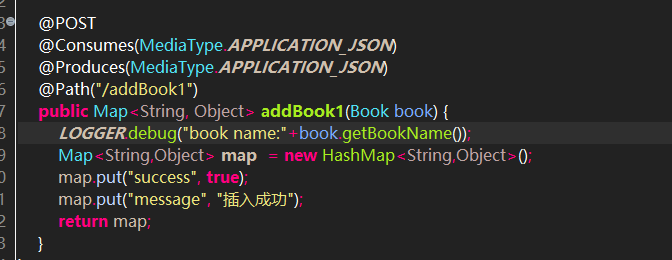 @POST
@Consumes(MediaType.APPLICATION_JSON)
@Produces(MediaType.APPLICATION_JSON)
@Path("/addBook1")
public Map<String, Object> addBook1(Book book) {
LOGGER.debug("book name:"+book.getBookName());
Map<String,Object> map = new HashMap<String,Object>();
map.put("success", true);
map.put("message", "插入成功");
return map;
}